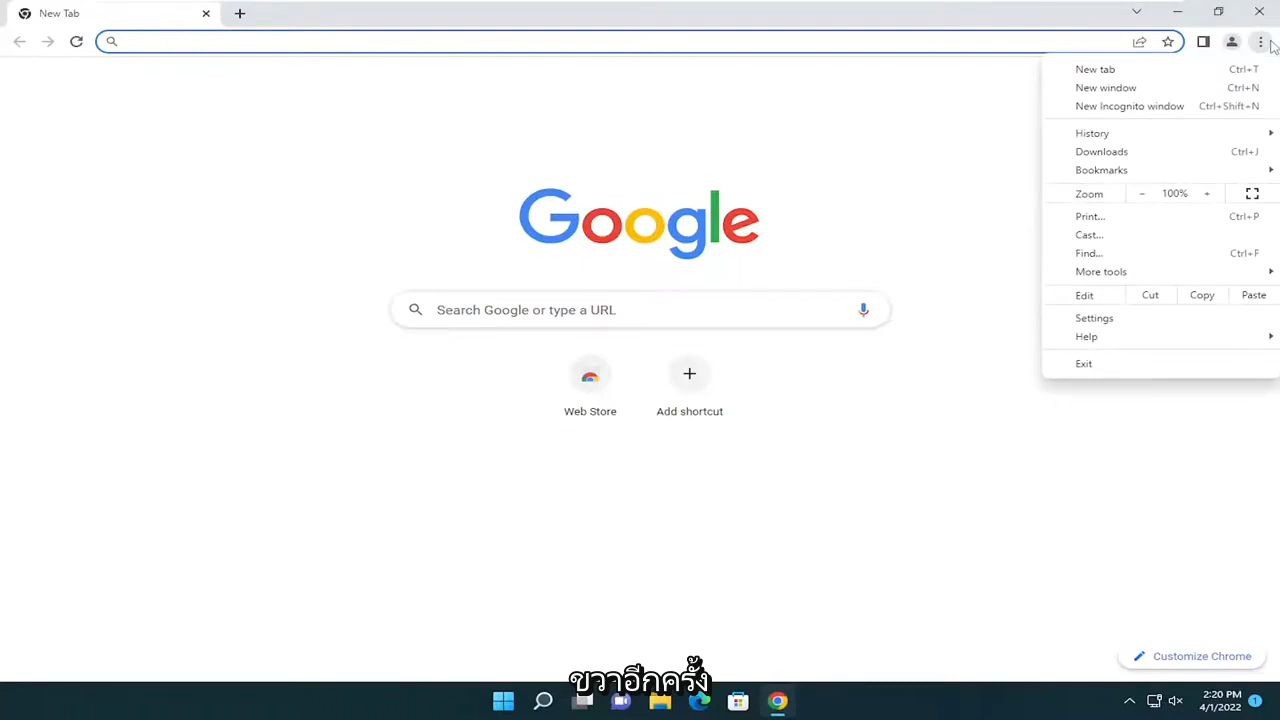 New Tab
New tab Ctrl+T
New window Ctrl+N
New Incognito window Ctrl+Shift+N
History
Downloads Ctrl+J
Bookmarks
Zoom - 100% +
Print... Ctrl+P
Cast...
Find... Ctrl+F
More tools
Edit Cut Copy Paste
Settings
Help
Exit
Google
Search Google or type a URL
Web Store
Add shortcut
Customize Chrome
ขวาอีกครั้ง
2:20 PM
4/1/2022
1